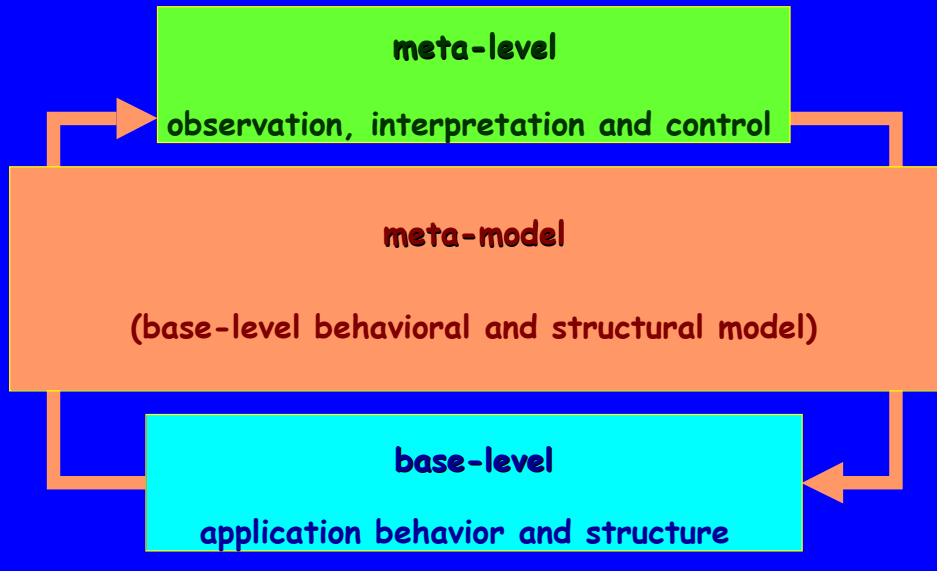 meta-level
observation, interpretation and control
meta-model
(base-level behavioral and structural model)
base-level
application behavior and structure